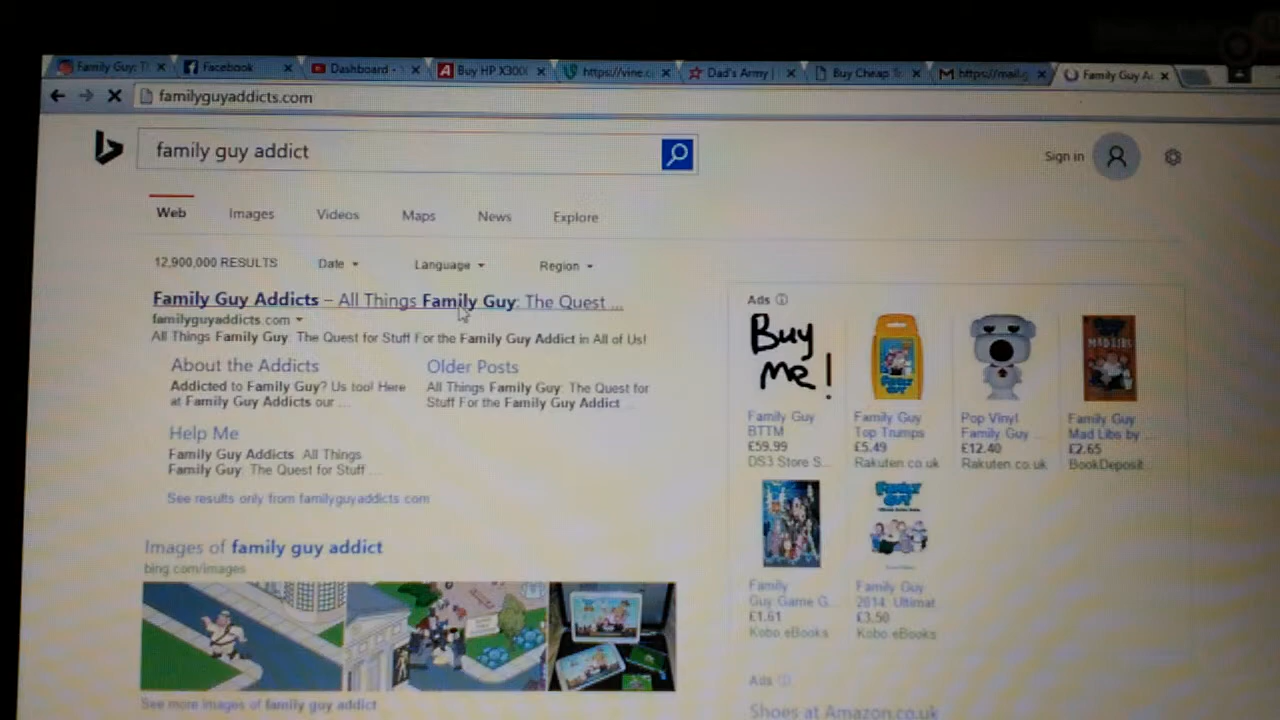 Family Guy: T
Facebook
Dashboard -
Buy HP X300
https://vine.c
Dad's Army |
Buy Cheap T
https://mail.g
Family Guy A
familyguyaddicts.com
family guy addict
Sign in
Web
Images
Videos
Maps
News
Explore
12,900,000 RESULTS
Date
Language
Region
Family Guy Addicts – All Things Family Guy: The Quest ...
familyguyaddicts.com
All Things Family Guy: The Quest for Stuff For the Family Guy Addict in All of Us!
About the Addicts
Addicted to Family Guy? Us too! Here
at Family Guy Addicts our ...
Older Posts
All Things Family Guy: The Quest for
Stuff For the Family Guy Addict ...
Help Me
Family Guy Addicts. All Things
Family Guy: The Quest for Stuff ...
See results only from familyguyaddicts.com
Images of family guy addict
bing.com/images
See more images of family guy addict
Ads
Buy
me!
Family Guy
BTTM
£59.99
DS3 Store S...
FAMILY
GUY
Family Guy
Top Trumps
£5.49
Rakuten.co.uk
Pop Vinyl
Family Guy ...
£12.40
Rakuten.co.uk
MAD LIBS
Family Guy
Mad Libs by ...
£2.65
BookDeposit...
Family
Guy Game G...
£1.61
Kobo eBooks
FAMILY
GUY
Family Guy
2014: Ultimat...
£3.50
Kobo eBooks
Ads
Shoes at Amazon.co.uk